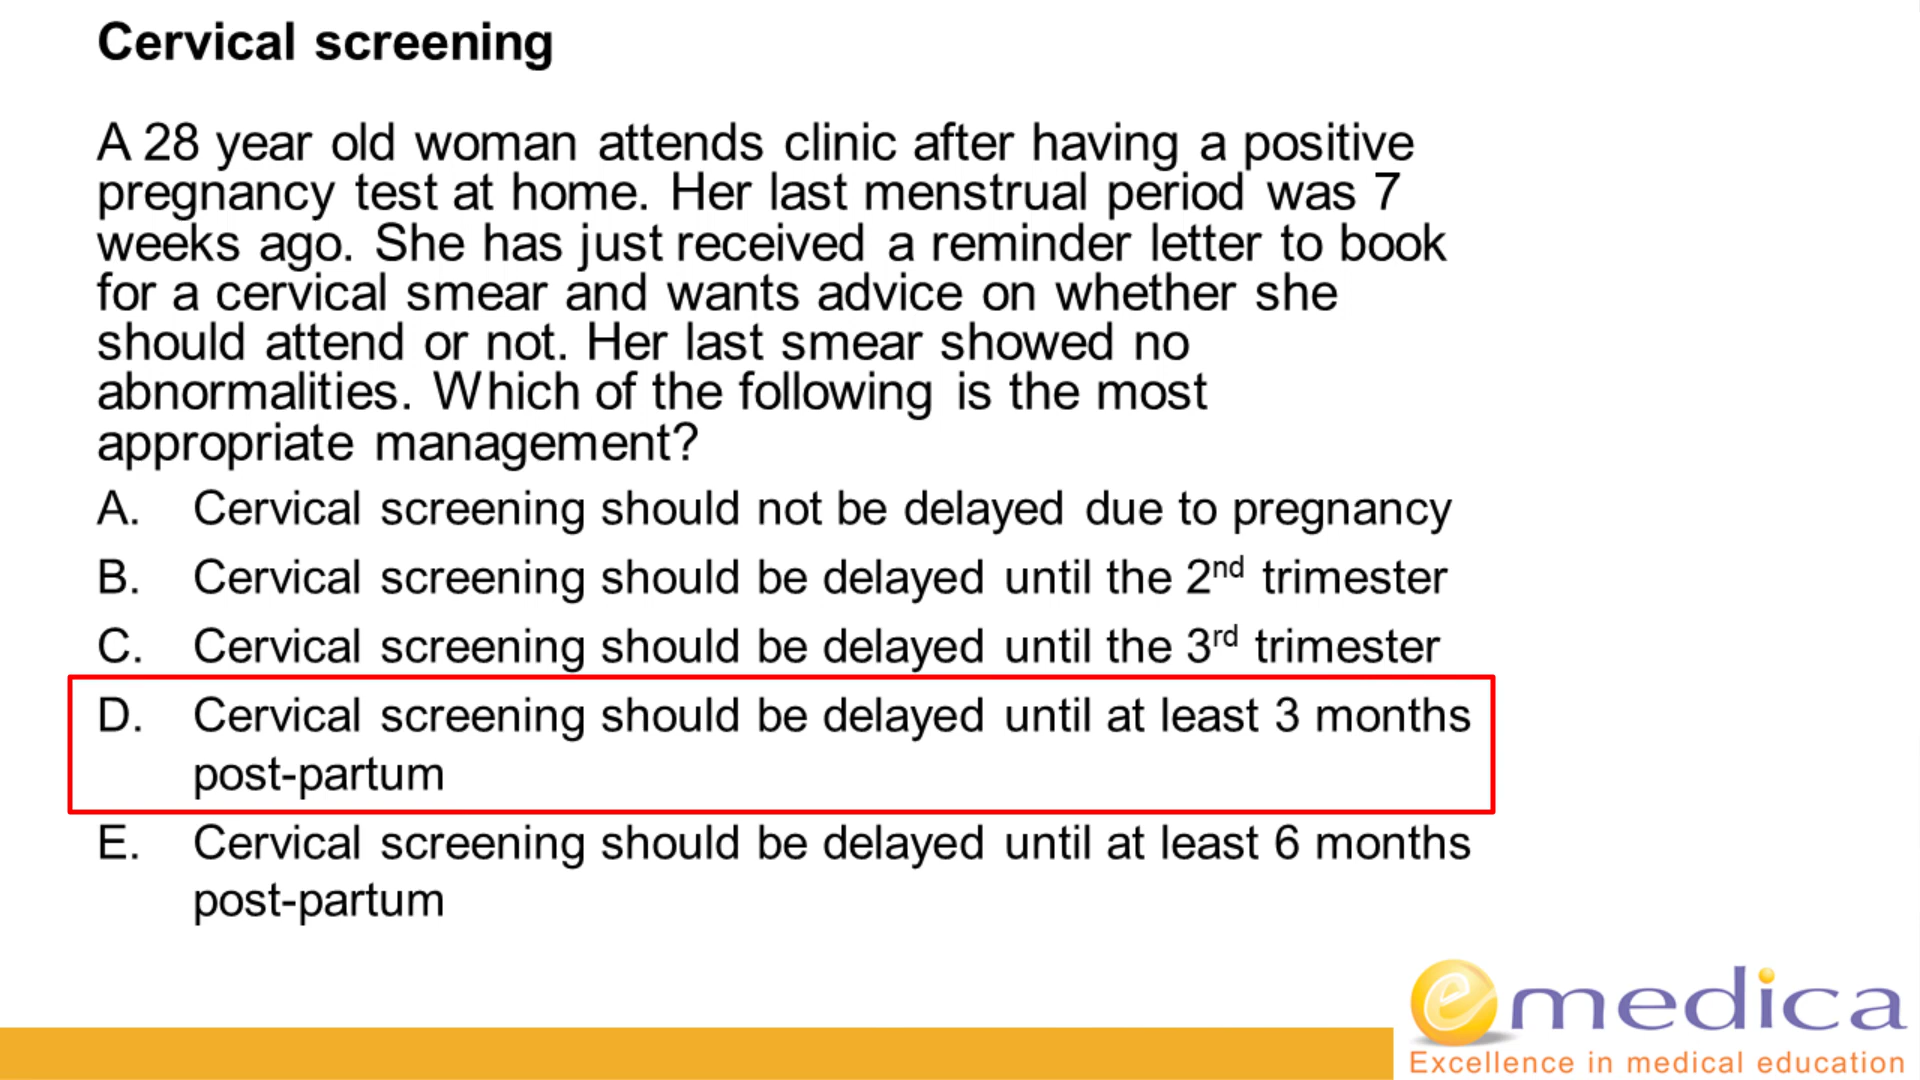 Cervical screening
A 28 year old woman attends clinic after having a positive
pregnancy test at home. Her last menstrual period was 7
weeks ago. She has just received a reminder letter to book
for a cervical smear and wants advice on whether she
should attend or not. Her last smear showed no
abnormalities. Which of the following is the most
appropriate management?
A. Cervical screening should not be delayed due to pregnancy
B. Cervical screening should be delayed until the 2nd trimester
C. Cervical screening should be delayed until the 3rd trimester
D. Cervical screening should be delayed until at least 3 months
post-partum
E. Cervical screening should be delayed until at least 6 months
post-partum
e medica
Excellence in medical education